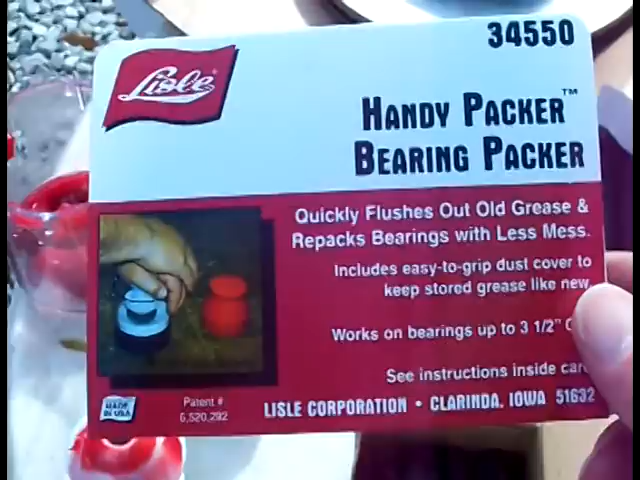 34550
Lisle®
HANDY PACKER™
BEARING PACKER
Quickly Flushes Out Old Grease &
Repacks Bearings with Less Mess.
Includes easy-to-grip dust cover to
keep stored grease like new.
Works on bearings up to 3 1/2"
See instructions inside
MADE
IN USA
Patent #
6,520,292
LISLE CORPORATION • CLARINDA, IOWA 51632